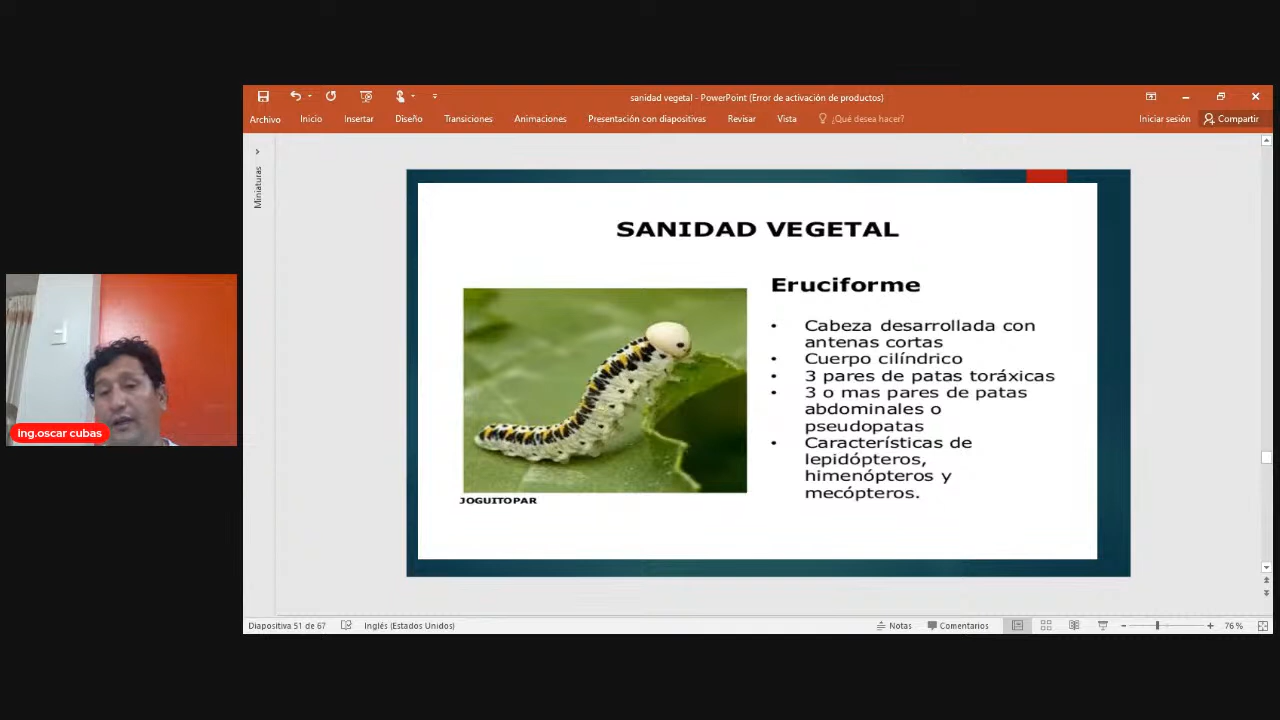 sanidad vegetal - PowerPoint (Error de activación de productos)
Archivo Inicio Insertar Diseño Transiciones Animaciones Presentación con diapositivas Revisar Vista ¿Qué desea hacer? Iniciar sesión Compartir
Miniaturas
SANIDAD VEGETAL
Eruciforme
• Cabeza desarrollada con
antenas cortas
• Cuerpo cilíndrico
• 3 pares de patas toráxicas
• 3 o mas pares de patas
abdominales o
pseudopatas
• Características de
lepidópteros,
himenópteros y
mecópteros.
JOGUITOPAR
ing.oscar cubas
Diapositiva 51 de 67 Inglés (Estados Unidos) Notas Comentarios 76 %